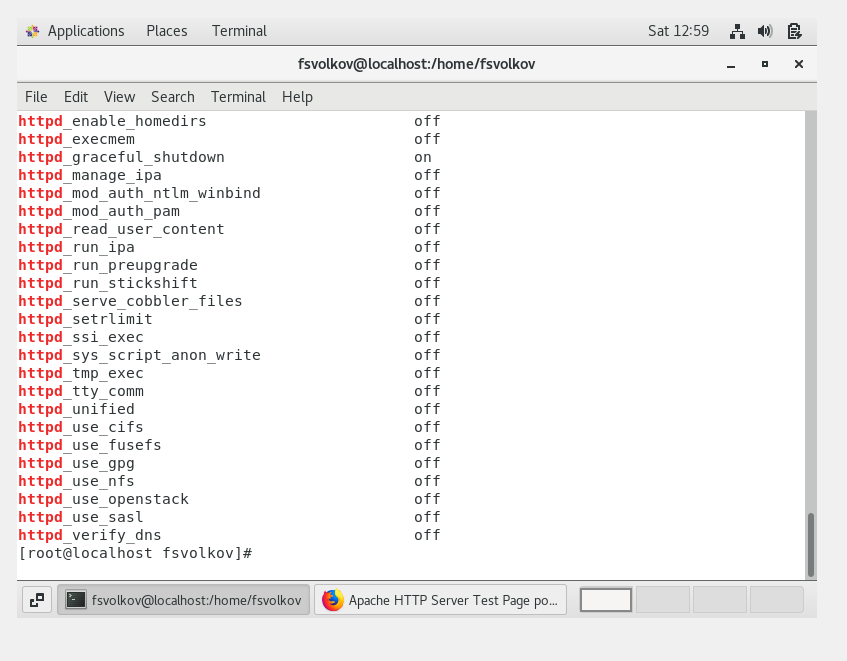 Applications Places Terminal Sat 12:59
fsvolkov@localhost:/home/fsvolkov
File Edit View Search Terminal Help
httpd_enable_homedirs off
httpd_execmem off
httpd_graceful_shutdown on
httpd_manage_ipa off
httpd_mod_auth_ntlm_winbind off
httpd_mod_auth_pam off
httpd_read_user_content off
httpd_run_ipa off
httpd_run_preupgrade off
httpd_run_stickshift off
httpd_serve_cobbler_files off
httpd_setrlimit off
httpd_ssi_exec off
httpd_sys_script_anon_write off
httpd_tmp_exec off
httpd_tty_comm off
httpd_unified off
httpd_use_cifs off
httpd_use_fusefs off
httpd_use_gpg off
httpd_use_nfs off
httpd_use_openstack off
httpd_use_sasl off
httpd_verify_dns off
[root@localhost fsvolkov]#
fsvolkov@localhost:/home/fsvolkov Apache HTTP Server Test Page po...